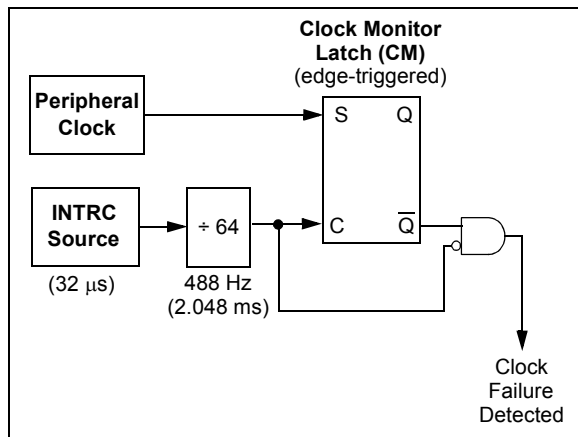 Clock Monitor
Latch (CM)
(edge-triggered)
Peripheral
Clock
S Q
INTRC
Source
÷ 64
C Q̅
(32 μs)
488 Hz
(2.048 ms)
Clock
Failure
Detected